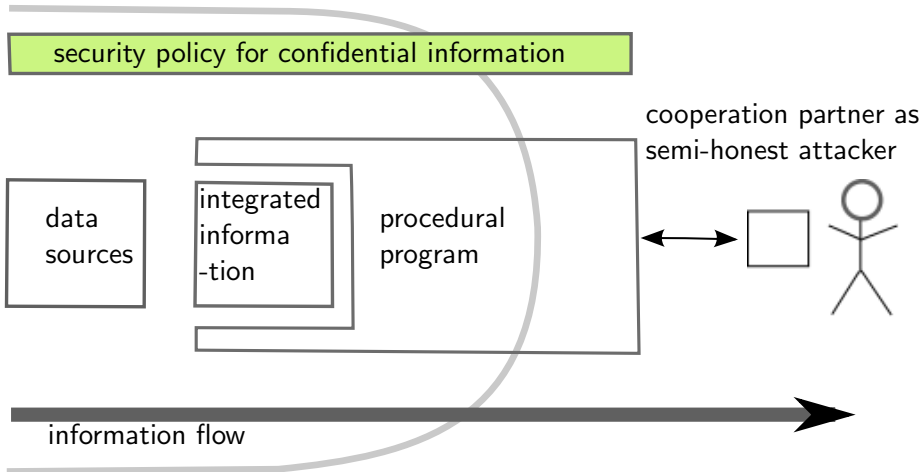 security policy for confidential information
cooperation partner as
semi-honest attacker
data
sources
integrated
informa
-tion
procedural
program
information flow